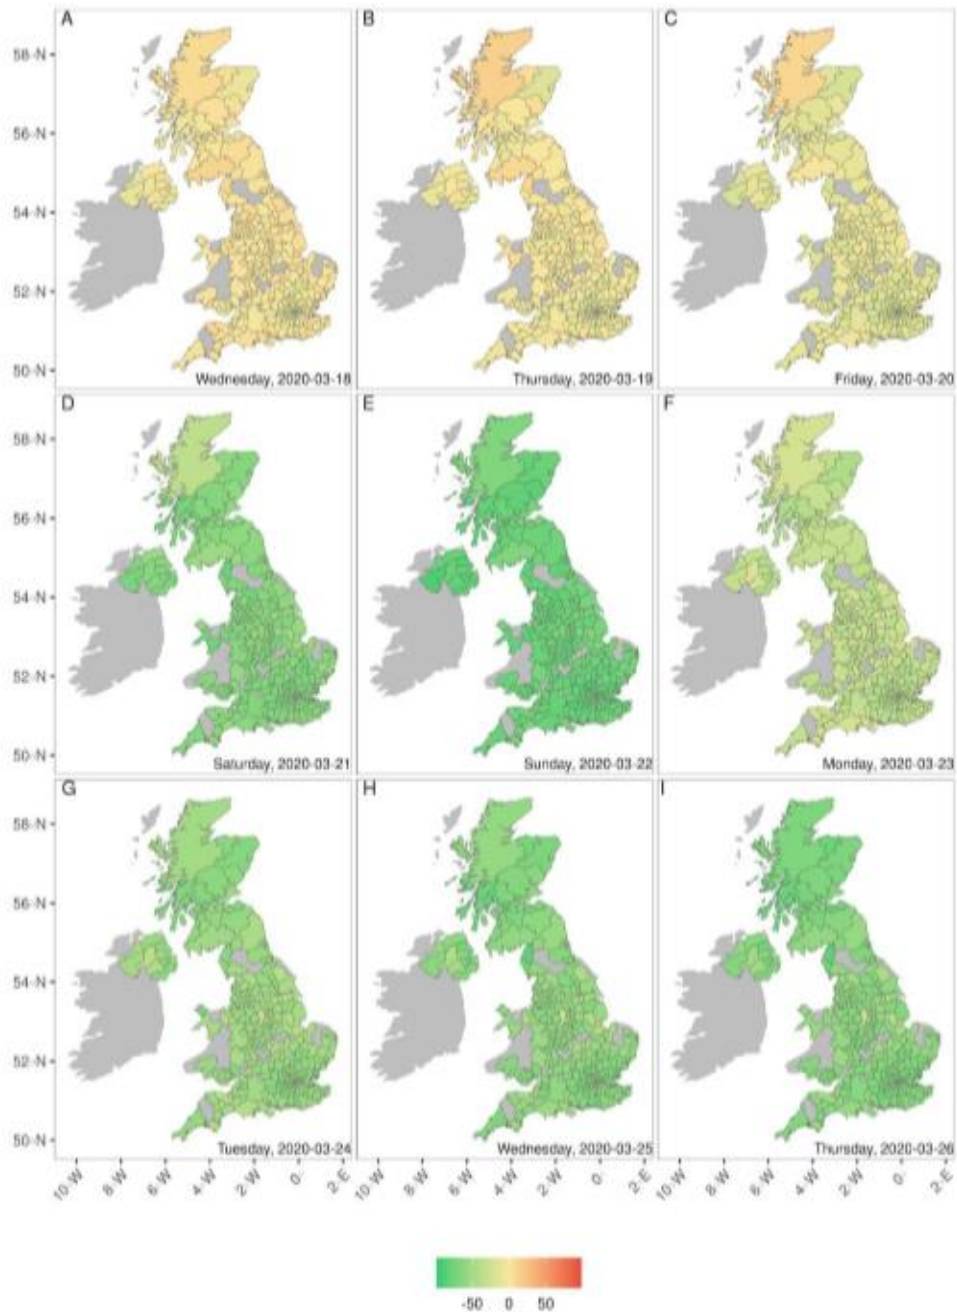 A B C
58·N
56·N
54·N
52·N
50·N
Wednesday, 2020-03-18 Thursday, 2020-03-19 Friday, 2020-03-20
D E F
58·N
56·N
54·N
52·N
50·N
Saturday, 2020-03-21 Sunday, 2020-03-22 Monday, 2020-03-23
G H I
58·N
56·N
54·N
52·N
50·N
Tuesday, 2020-03-24 Wednesday, 2020-03-25 Thursday, 2020-03-26
10·W 8·W 6·W 4·W 2·W 0· 2·E 10·W 8·W 6·W 4·W 2·W 0· 2·E 10·W 8·W 6·W 4·W 2·W 0· 2·E
-50 0 50